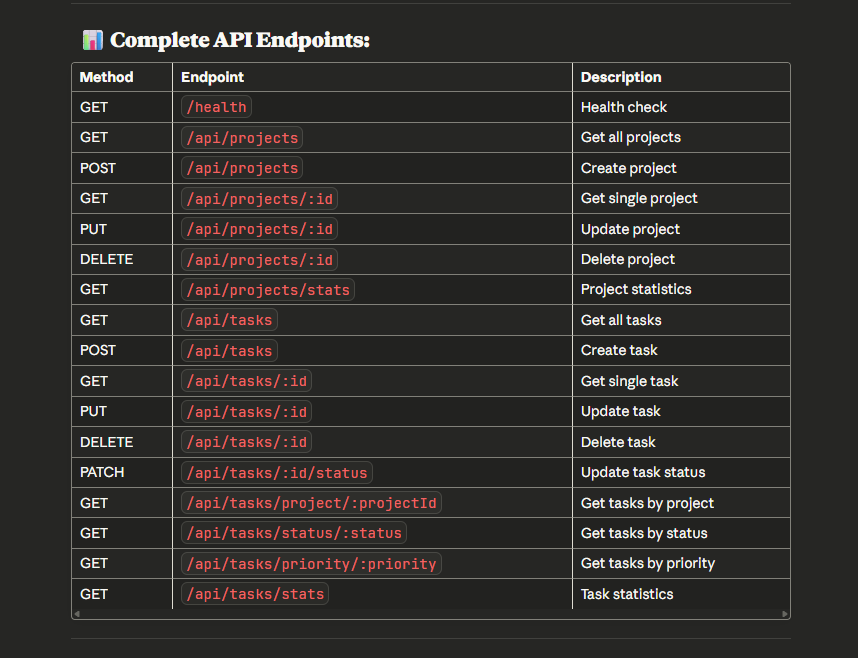 📊 Complete API Endpoints:
Method Endpoint Description
GET /health Health check
GET /api/projects Get all projects
POST /api/projects Create project
GET /api/projects/:id Get single project
PUT /api/projects/:id Update project
DELETE /api/projects/:id Delete project
GET /api/projects/stats Project statistics
GET /api/tasks Get all tasks
POST /api/tasks Create task
GET /api/tasks/:id Get single task
PUT /api/tasks/:id Update task
DELETE /api/tasks/:id Delete task
PATCH /api/tasks/:id/status Update task status
GET /api/tasks/project/:projectId Get tasks by project
GET /api/tasks/status/:status Get tasks by status
GET /api/tasks/priority/:priority Get tasks by priority
GET /api/tasks/stats Task statistics